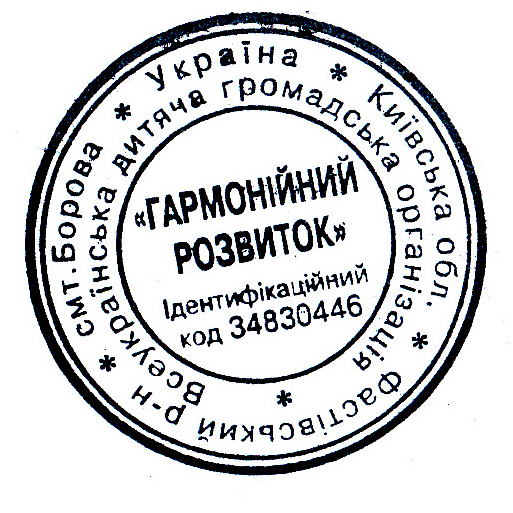 Україна * Київська обл. * Фастівський р-н * смт.Борова *
Всеукраїнська дитяча громадська організація *
«ГАРМОНІЙНИЙ
РОЗВИТОК»
Ідентифікаційний
код 34830446